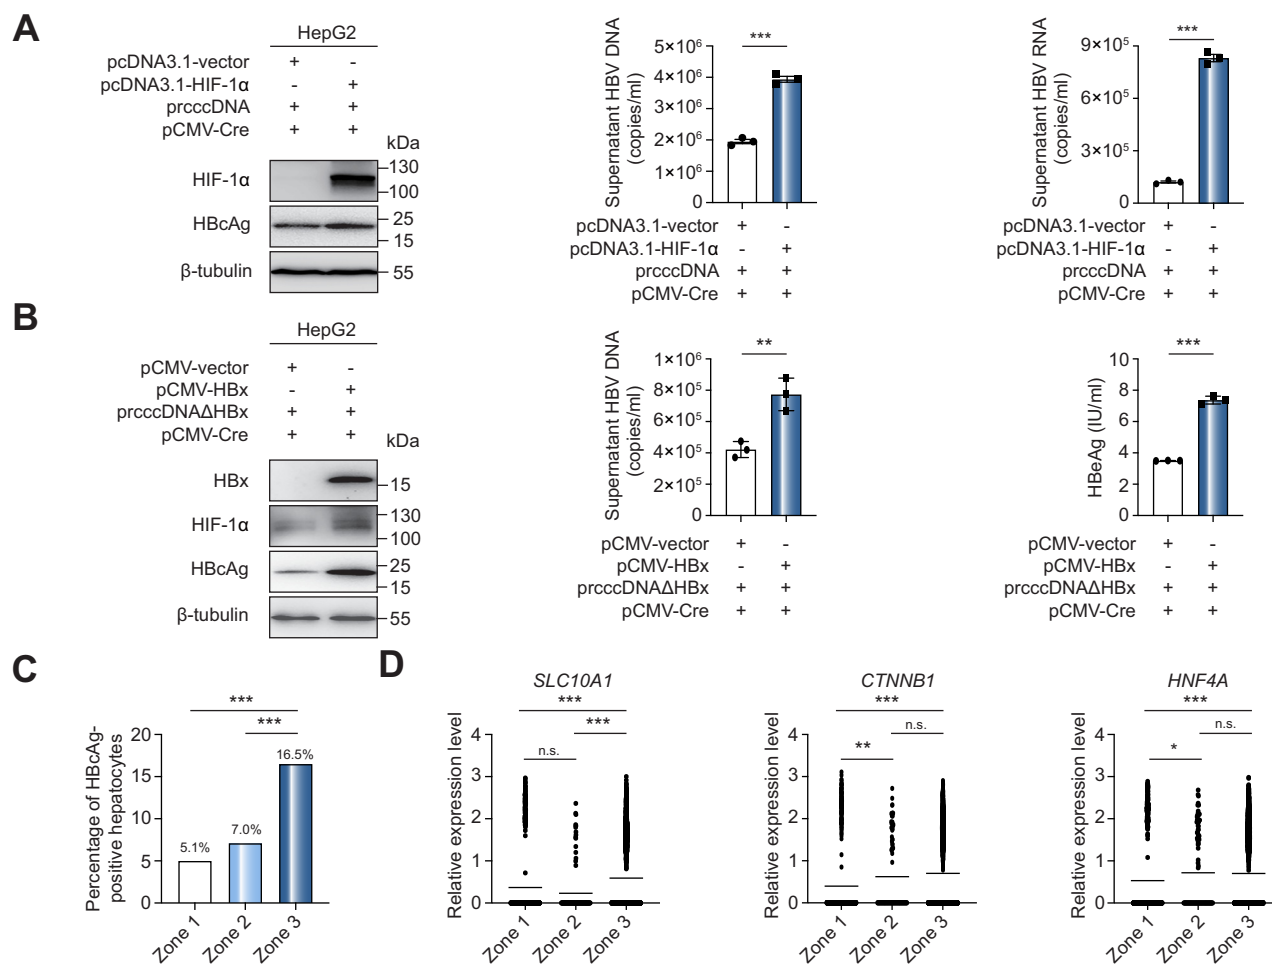 A
HepG2
pcDNA3.1-vector + -
pcDNA3.1-HIF-1α - +
prcccDNA + +
pCMV-Cre + +
kDa
HIF-1α
130
100
HBcAg
25
15
β-tubulin
55
Supernatant HBV DNA
(copies/ml)
***
5×10⁶
4×10⁶
3×10⁶
2×10⁶
1×10⁶
0
pcDNA3.1-vector + -
pcDNA3.1-HIF-1α - +
prcccDNA + +
pCMV-Cre + +
Supernatant HBV RNA
(copies/ml)
***
9×10⁵
6×10⁵
3×10⁵
0
pcDNA3.1-vector + -
pcDNA3.1-HIF-1α - +
prcccDNA + +
pCMV-Cre + +
B
HepG2
pCMV-vector + -
pCMV-HBx - +
prcccDNAΔHBx + +
pCMV-Cre + +
kDa
HBx
15
HIF-1α
130
100
HBcAg
25
15
β-tubulin
55
Supernatant HBV DNA
(copies/ml)
**
1×10⁶
8×10⁵
6×10⁵
4×10⁵
2×10⁵
0
pCMV-vector + -
pCMV-HBx - +
prcccDNAΔHBx + +
pCMV-Cre + +
HBeAg (IU/ml)
***
10
8
6
4
2
0
pCMV-vector + -
pCMV-HBx - +
prcccDNAΔHBx + +
pCMV-Cre + +
C
Percentage of HBcAg-
positive hepatocytes
***
***
20
15
10
5
0
5.1%
7.0%
16.5%
Zone 1
Zone 2
Zone 3
D
SLC10A1
***
***
n.s.
Relative expression level
4
3
2
1
0
Zone 1
Zone 2
Zone 3
CTNNB1
***
n.s.
**
Relative expression level
4
3
2
1
0
Zone 1
Zone 2
Zone 3
HNF4A
***
n.s.
*
Relative expression level
4
3
2
1
0
Zone 1
Zone 2
Zone 3